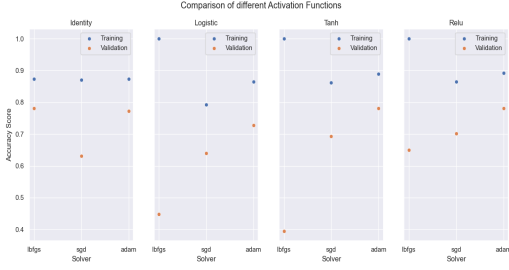 Comparison of different Activation Functions
Identity
Logistic
Tanh
Relu
Training
Validation
Training
Validation
Training
Validation
Training
Validation
Accuracy Score
1.0
0.9
0.8
0.7
0.6
0.5
0.4
lbfgs sgd adam
lbfgs sgd adam
lbfgs sgd adam
lbfgs sgd adam
Solver
Solver
Solver
Solver